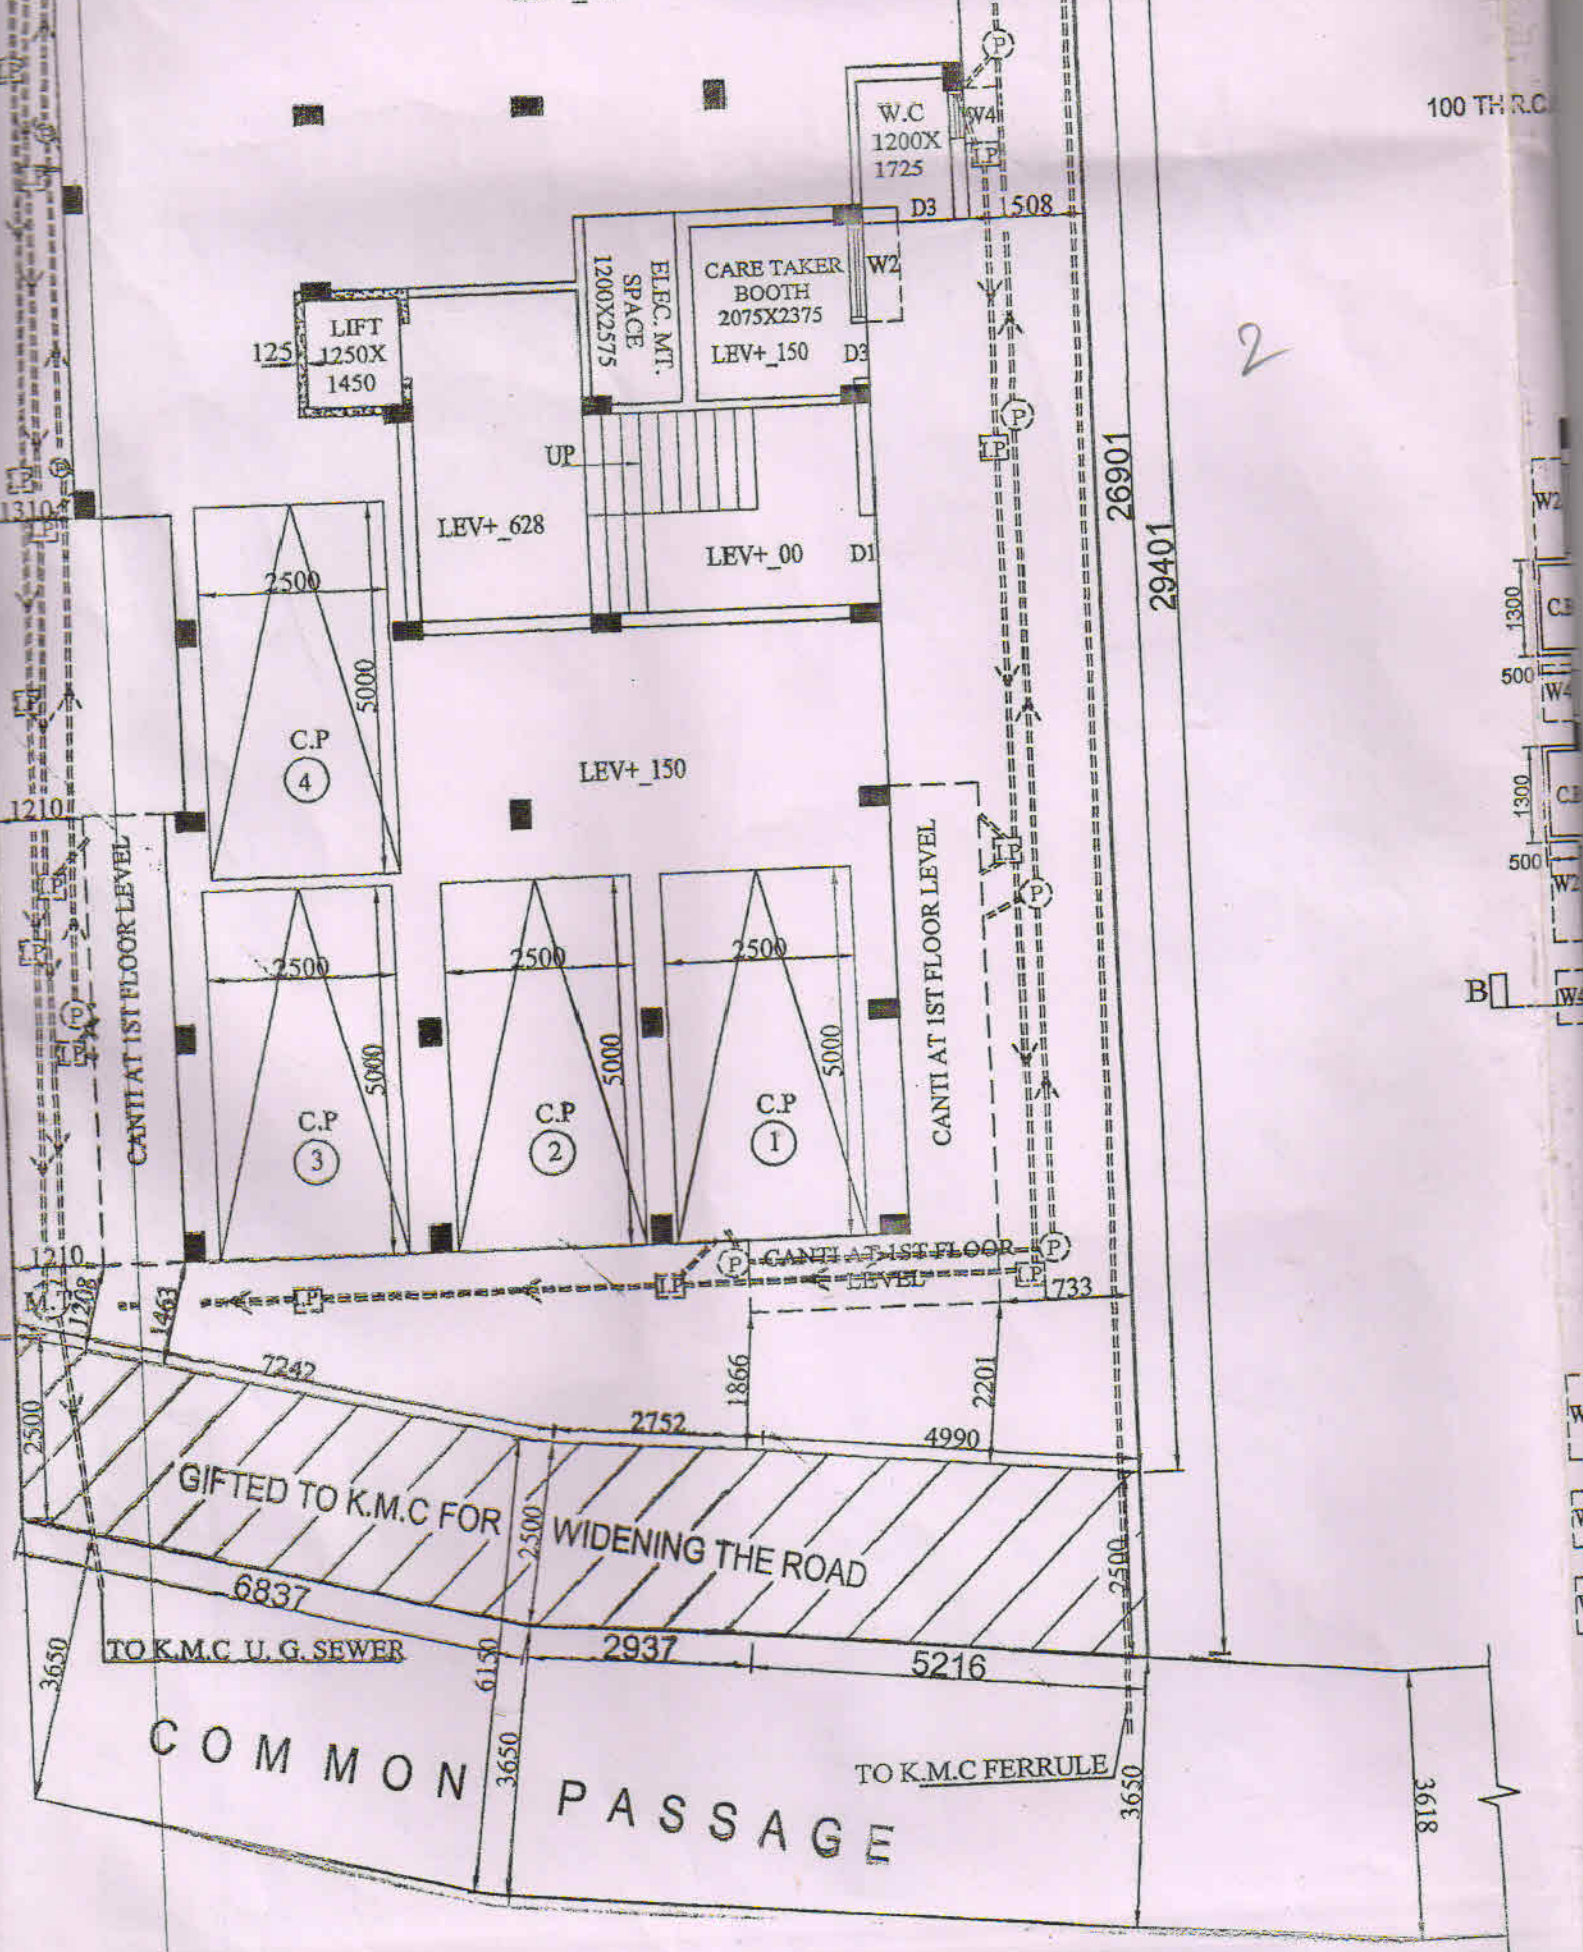 100 TH R.C.
W.C
1200X
1725
W4
I.P
P
D3
1508
ELEC. MT.
SPACE
1200X2575
CARE TAKER
BOOTH
2075X2375
LEV+_150
W2
D3
LIFT
1250X
1450
125
2
UP
LEV+_628
LEV+_00
D1
P
I.P
26901
29401
1310
2500
5000
C.P
4
LEV+_150
1210
CANTI AT 1ST FLOOR LEVEL
CANTI AT 1ST FLOOR LEVEL
I.P
P
W2
1300
C.B
500
W4
1300
C.B
500
W2
B
W4
2500
5000
C.P
3
2500
5000
C.P
2
2500
5000
C.P
1
P
I.P
1210
P
CANTI AT 1ST FLOOR
LEVEL
P
I.P
I.P
I.P
1733
1208
1463
7242
1866
2201
2752
4990
2500
GIFTED TO K.M.C FOR
2500
WIDENING THE ROAD
2500
6837
2937
5216
TO K.M.C U. G. SEWER
3650
6150
3650
TO K.M.C FERRULE
3650
3618
COMMON PASSAGE